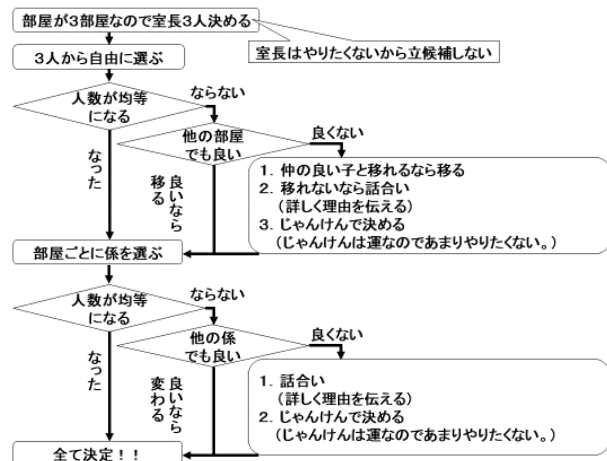 部屋が3部屋なので室長3人決める
室長はやりたくないから立候補しない
3人から自由に選ぶ
人数が均等
になる
ならない
なった
他の部屋
でも良い
良くない
良いなら
移る
1. 仲の良い子と移れるなら移る
2. 移れないなら話合い
(詳しく理由を伝える)
3. じゃんけんで決める
(じゃんけんは運なのであまりやりたくない。)
部屋ごとに係を選ぶ
人数が均等
になる
ならない
なった
他の係
でも良い
良くない
良いなら
変わる
1. 話合い
(詳しく理由を伝える)
2. じゃんけんで決める
(じゃんけんは運なのであまりやりたくない。)
全て決定!!